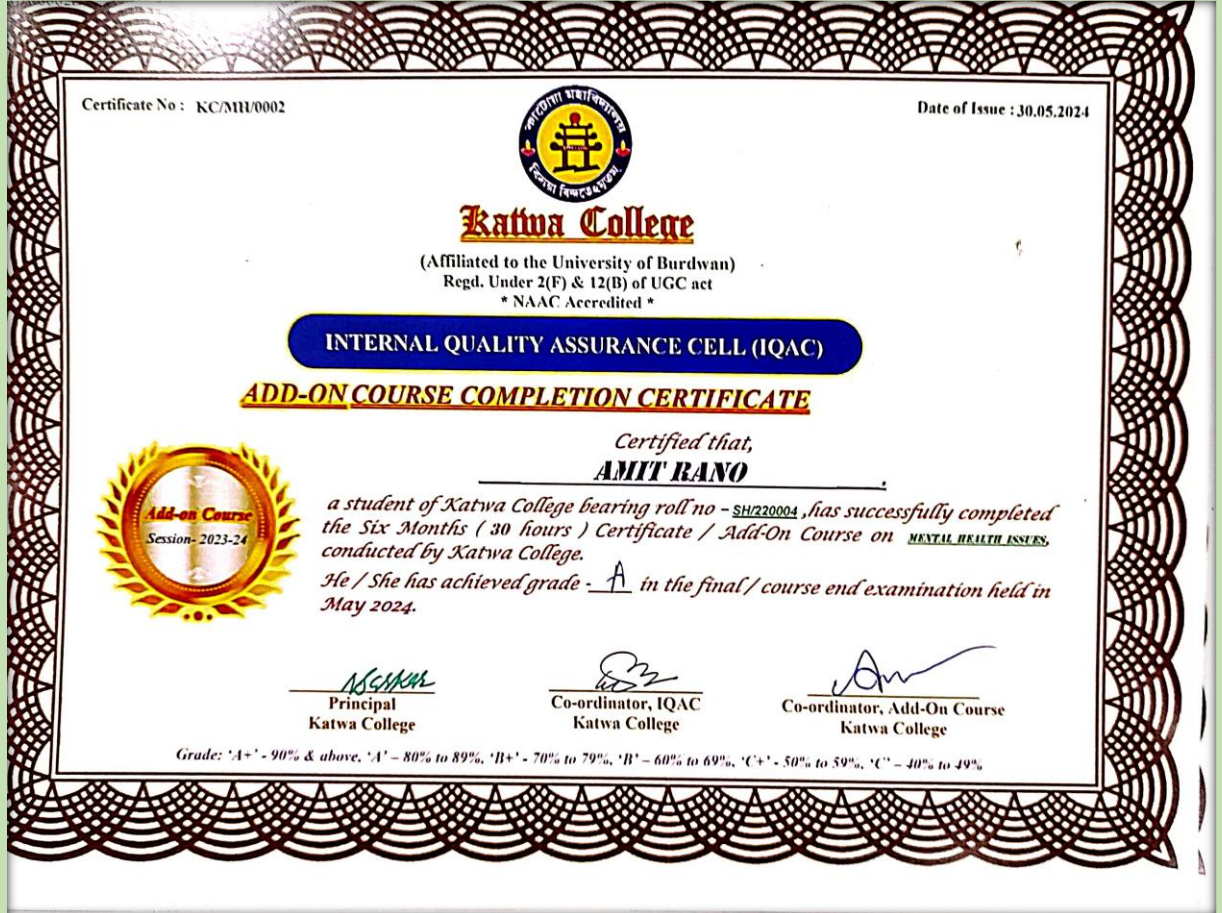 Certificate No : KC/MH/0002
Date of Issue : 30.05.2024
কাটোয়া মহাবিদ্যালয়
Katwa College
(Affiliated to the University of Burdwan)
Regd. Under 2(F) & 12(B) of UGC act
* NAAC Accredited *
INTERNAL QUALITY ASSURANCE CELL (IQAC)
ADD-ON COURSE COMPLETION CERTIFICATE
Certified that,
AMIT RANO
Add-on Course
Session- 2023-24
a student of Katwa College bearing roll no – SH/220004 ,has successfully completed
the Six Months ( 30 hours ) Certificate / Add-On Course on MENTAL HEALTH ISSUES,
conducted by Katwa College.
He / She has achieved grade - A in the final / course end examination held in
May 2024.
Principal
Katwa College
Co-ordinator, IQAC
Katwa College
Co-ordinator, Add-On Course
Katwa College
Grade: 'A+' - 90% & above, 'A' – 80% to 89%, 'B+' - 70% to 79%, 'B' – 60% to 69%, 'C+' - 50% to 59%, 'C' – 40% to 49%